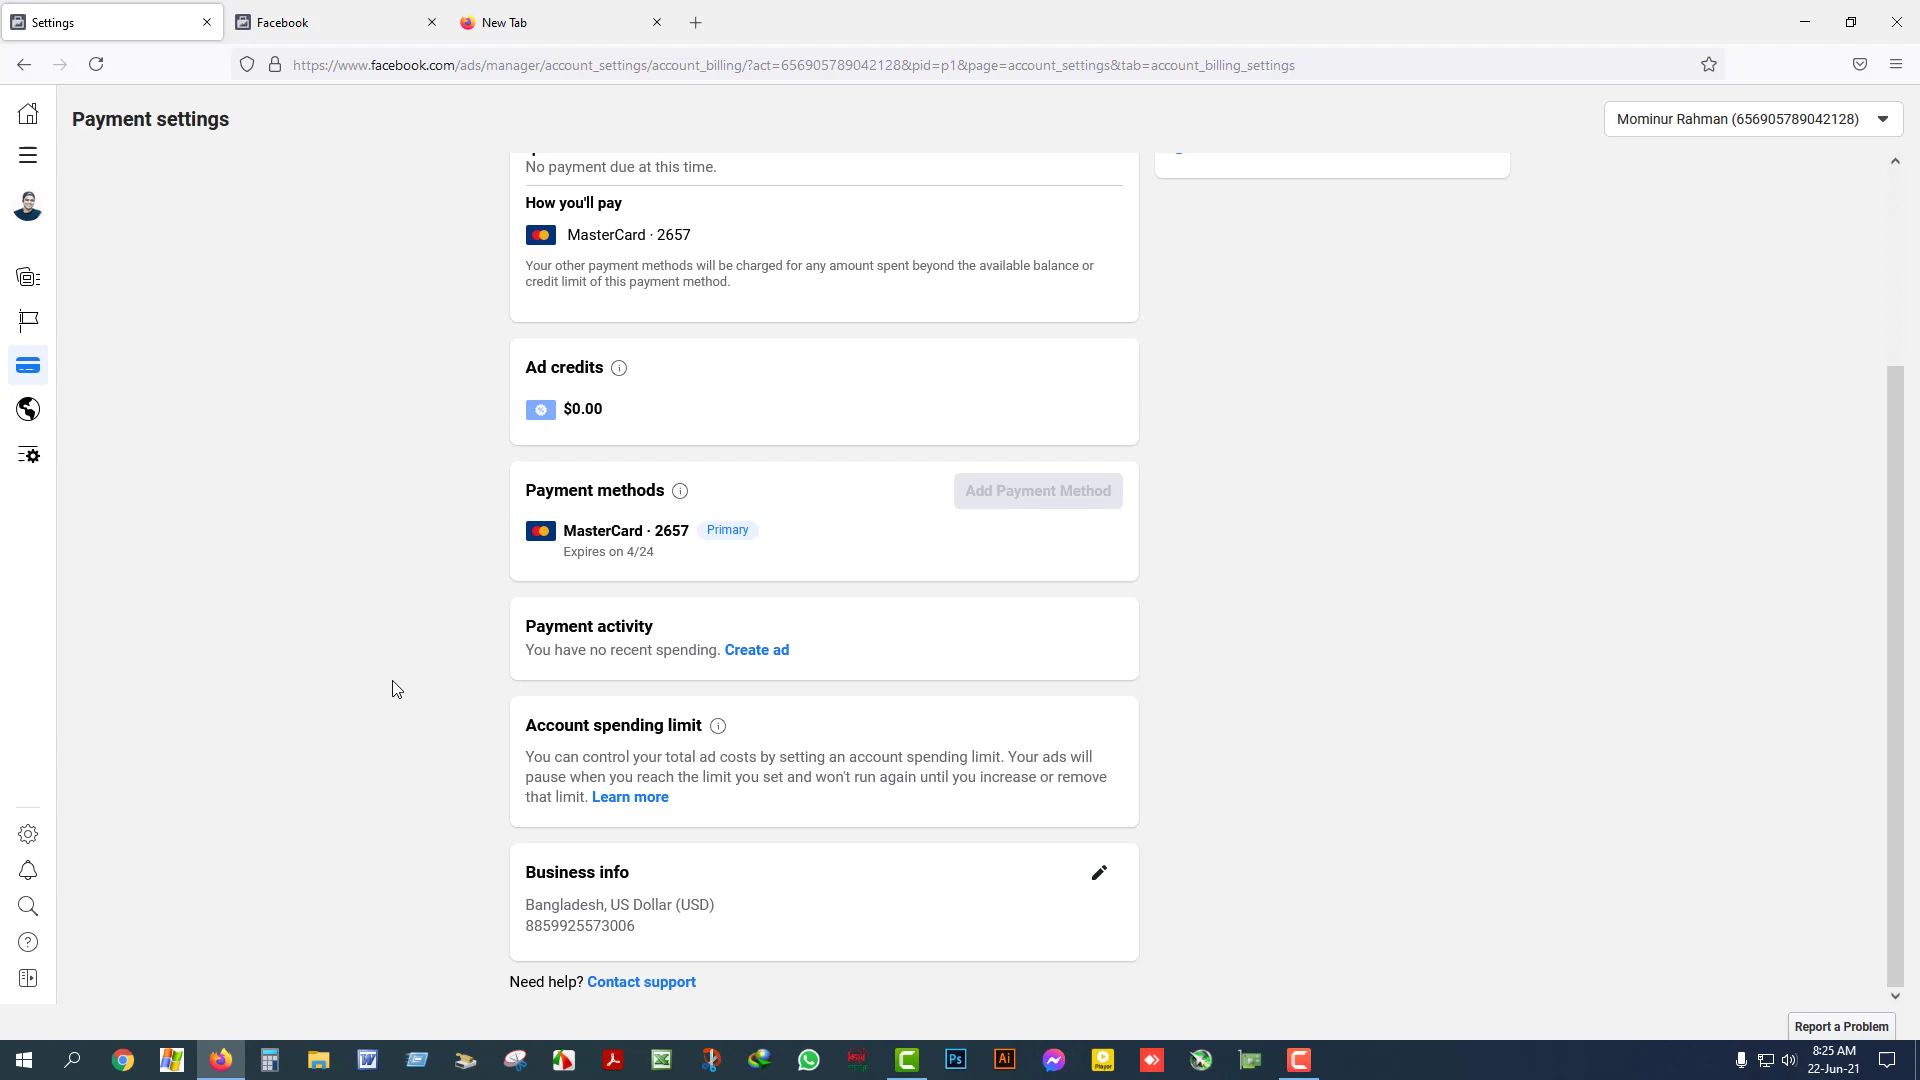 Settings
Facebook
New Tab
https://www.facebook.com/ads/manager/account_settings/account_billing/?act=656905789042128&pid=p1&page=account_settings&tab=account_billing_settings
Payment settings
Mominur Rahman (656905789042128)
No payment due at this time.
How you'll pay
MasterCard · 2657
Your other payment methods will be charged for any amount spent beyond the available balance or
credit limit of this payment method.
Ad credits
$0.00
Payment methods
Add Payment Method
MasterCard · 2657 Primary
Expires on 4/24
Payment activity
You have no recent spending. Create ad
Account spending limit
You can control your total ad costs by setting an account spending limit. Your ads will
pause when you reach the limit you set and won't run again until you increase or remove
that limit. Learn more
Business info
Bangladesh, US Dollar (USD)
8859925573006
Need help? Contact support
Report a Problem
Ps
Ai
Player
8:25 AM
22-Jun-21